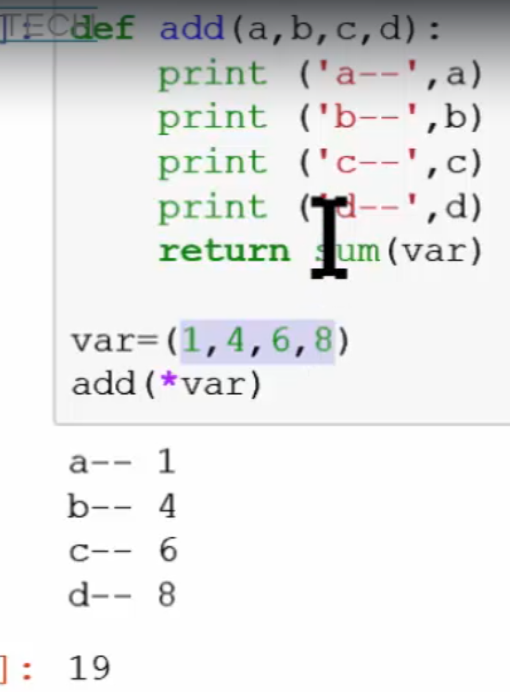 TEC
]: def add(a,b,c,d):
    print ('a--',a)
    print ('b--',b)
    print ('c--',c)
    print ('d--',d)
    return sum(var)

var=(1,4,6,8)
add(*var)
a-- 1
b-- 4
c-- 6
d-- 8
]: 19